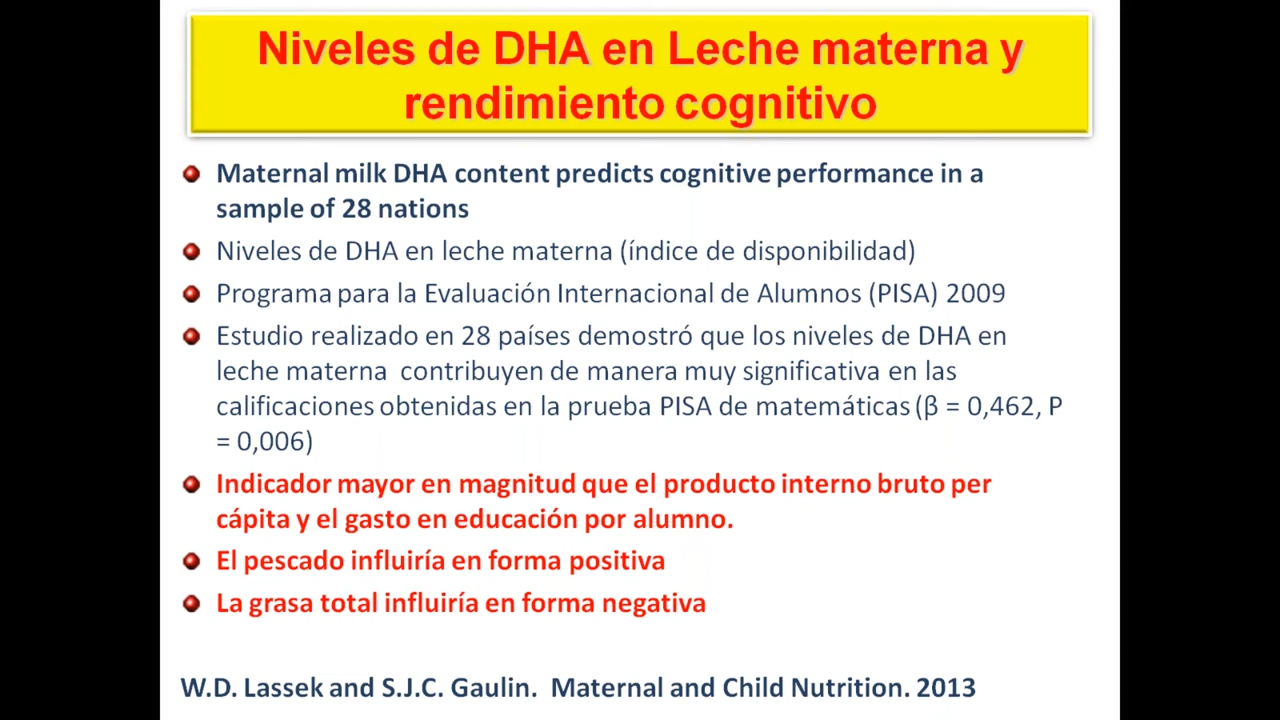 Niveles de DHA en Leche materna y
rendimiento cognitivo
Maternal milk DHA content predicts cognitive performance in a
sample of 28 nations
Niveles de DHA en leche materna (índice de disponibilidad)
Programa para la Evaluación Internacional de Alumnos (PISA) 2009
Estudio realizado en 28 países demostró que los niveles de DHA en
leche materna contribuyen de manera muy significativa en las
calificaciones obtenidas en la prueba PISA de matemáticas (β = 0,462, P
= 0,006)
Indicador mayor en magnitud que el producto interno bruto per
cápita y el gasto en educación por alumno.
El pescado influiría en forma positiva
La grasa total influiría en forma negativa
W.D. Lassek and S.J.C. Gaulin. Maternal and Child Nutrition. 2013